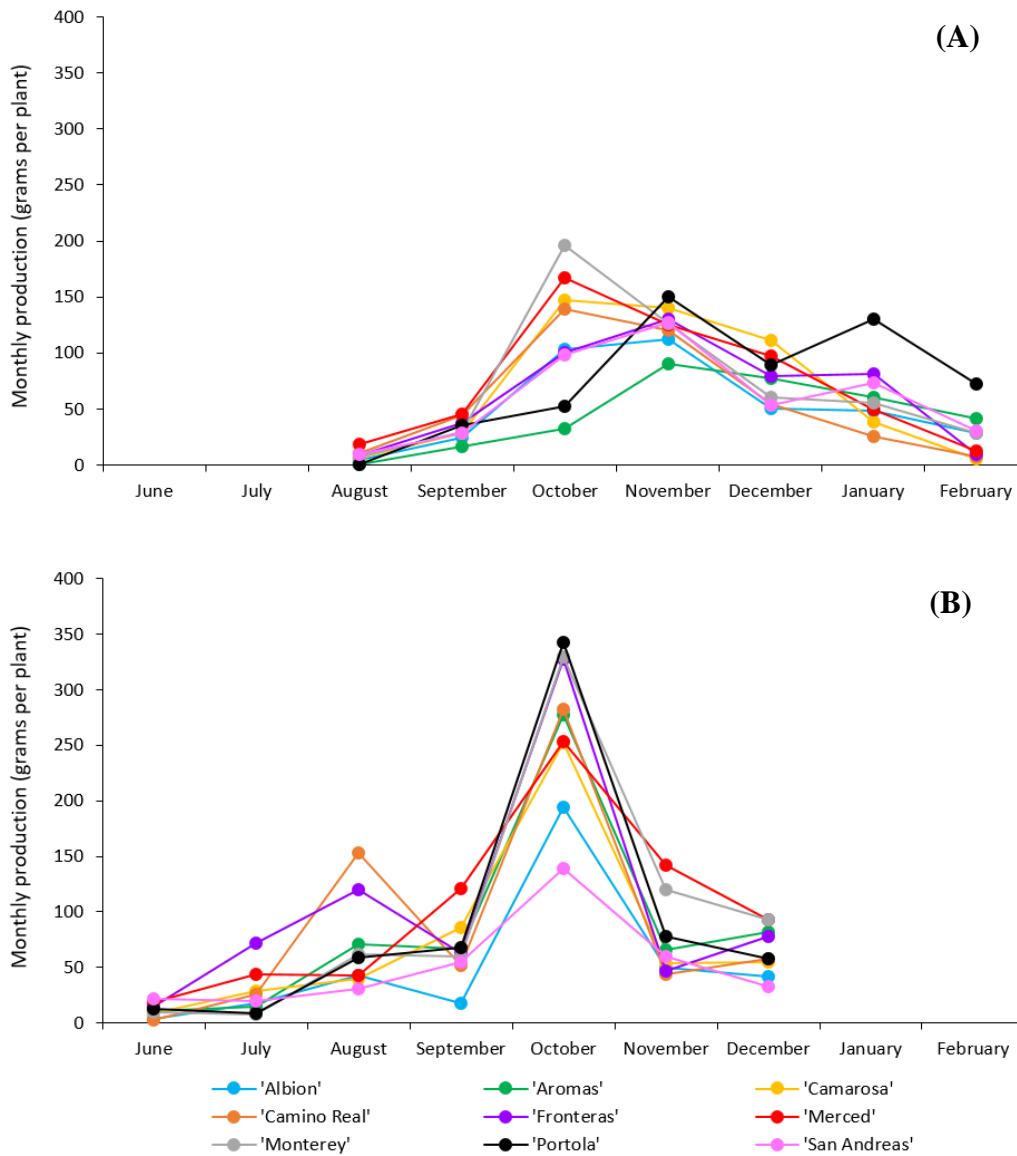 (A)
Monthly production (grams per plant)
400
350
300
250
200
150
100
50
0
June July August September October November December January February
(B)
Monthly production (grams per plant)
400
350
300
250
200
150
100
50
0
June July August September October November December January February
'Albion' 'Aromas' 'Camarosa'
'Camino Real' 'Fronteras' 'Merced'
'Monterey' 'Portola' 'San Andreas'